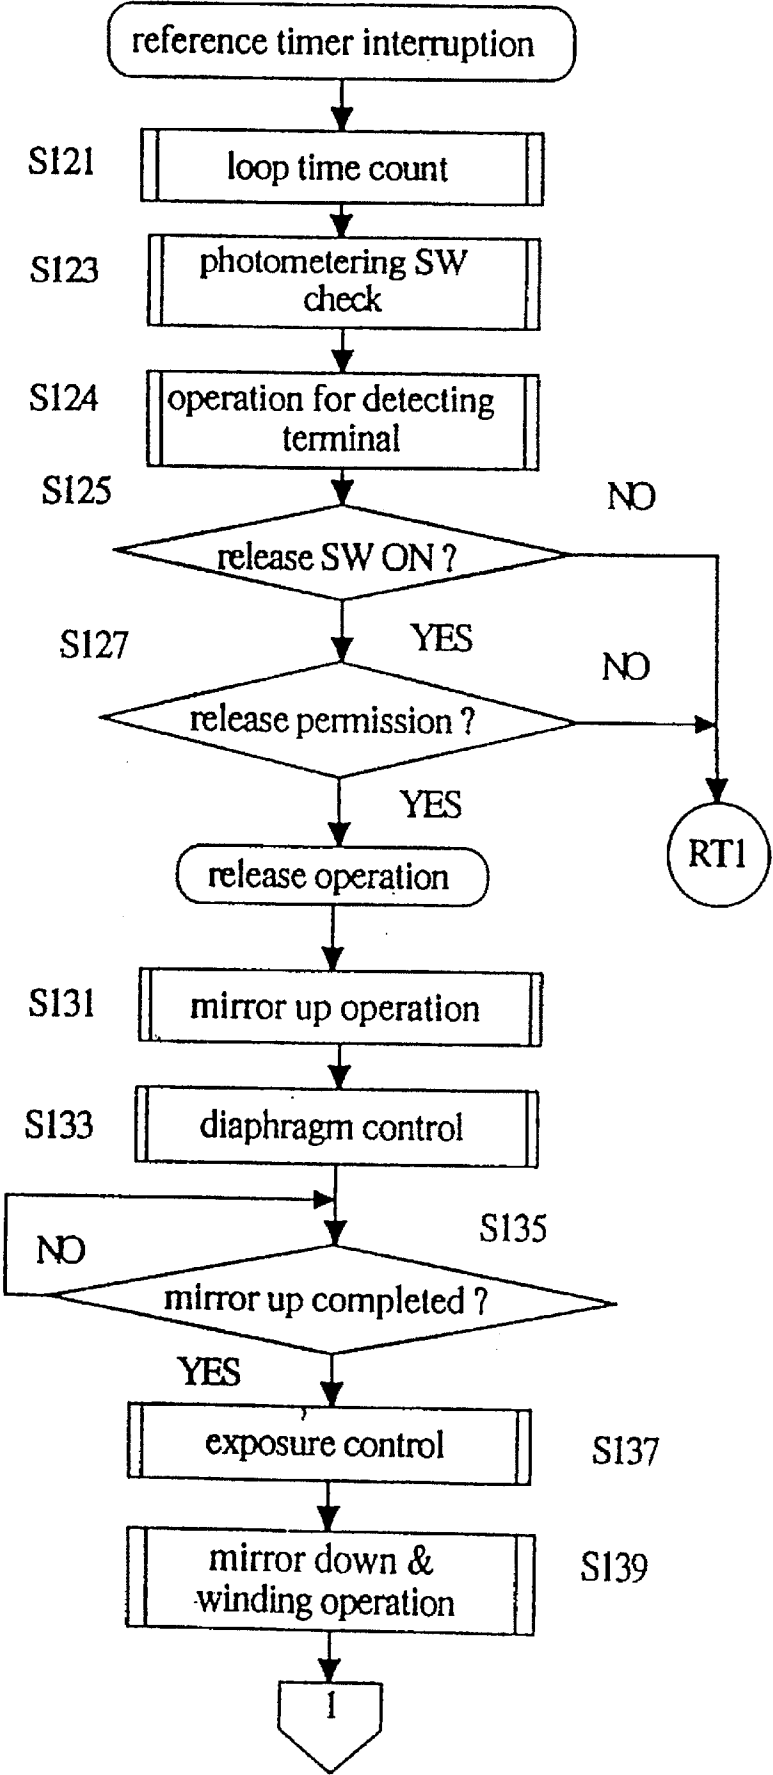 reference timer interruption
S121
loop time count
S123
photometering SW
check
S124
operation for detecting
terminal
S125
NO
release SW ON ?
YES
S127
NO
release permission ?
YES
RT1
release operation
S131
mirror up operation
S133
diaphragm control
S135
NO
mirror up completed ?
YES
exposure control
S137
mirror down &
winding operation
S139
1